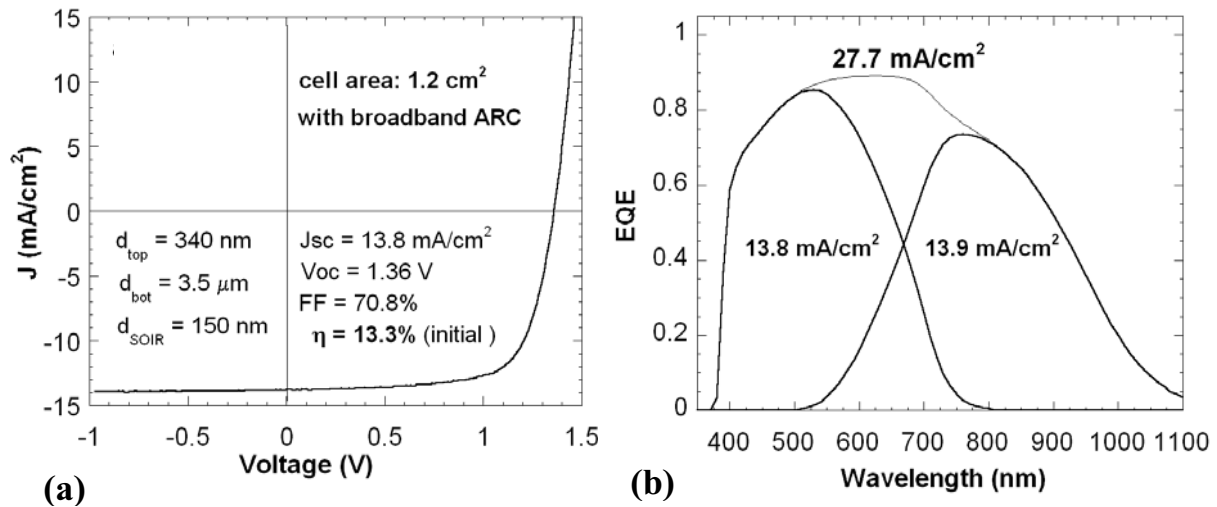 15
10
5
0
-5
-10
-15
J (mA/cm²)
cell area: 1.2 cm²
with broadband ARC
d_top = 340 nm
d_bot = 3.5 μm
d_SOIR = 150 nm
Jsc = 13.8 mA/cm²
Voc = 1.36 V
FF = 70.8%
η = 13.3% (initial )
-1 -0.5 0 0.5 1 1.5
Voltage (V)
(a)
1
0.8
0.6
0.4
0.2
0
EQE
27.7 mA/cm²
13.8 mA/cm² 13.9 mA/cm²
400 500 600 700 800 900 1000 1100
Wavelength (nm)
(b)